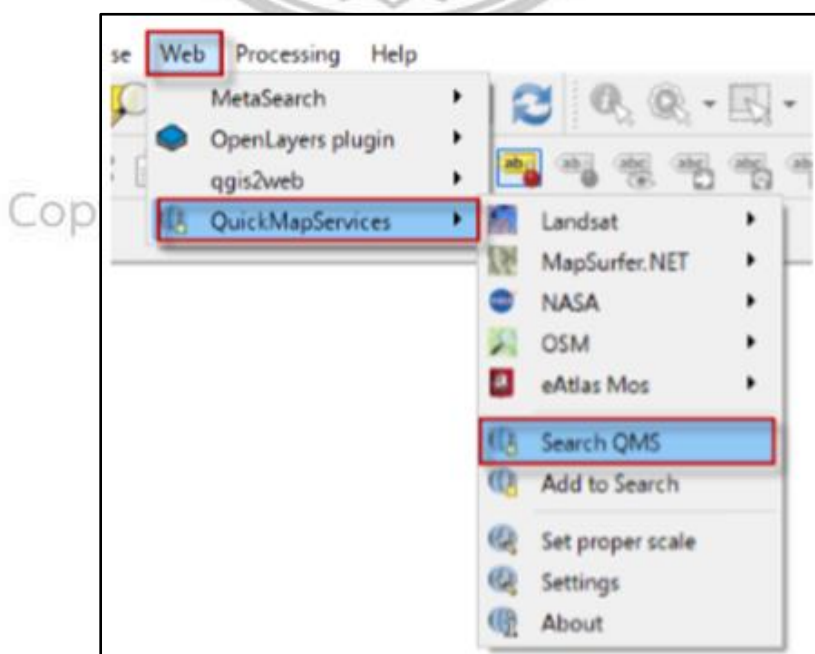 se Web Processing Help
MetaSearch
OpenLayers plugin
qgis2web
QuickMapServices
Cop
Landsat
MapSurfer.NET
NASA
OSM
eAtlas Mos
Search QMS
Add to Search
Set proper scale
Settings
About